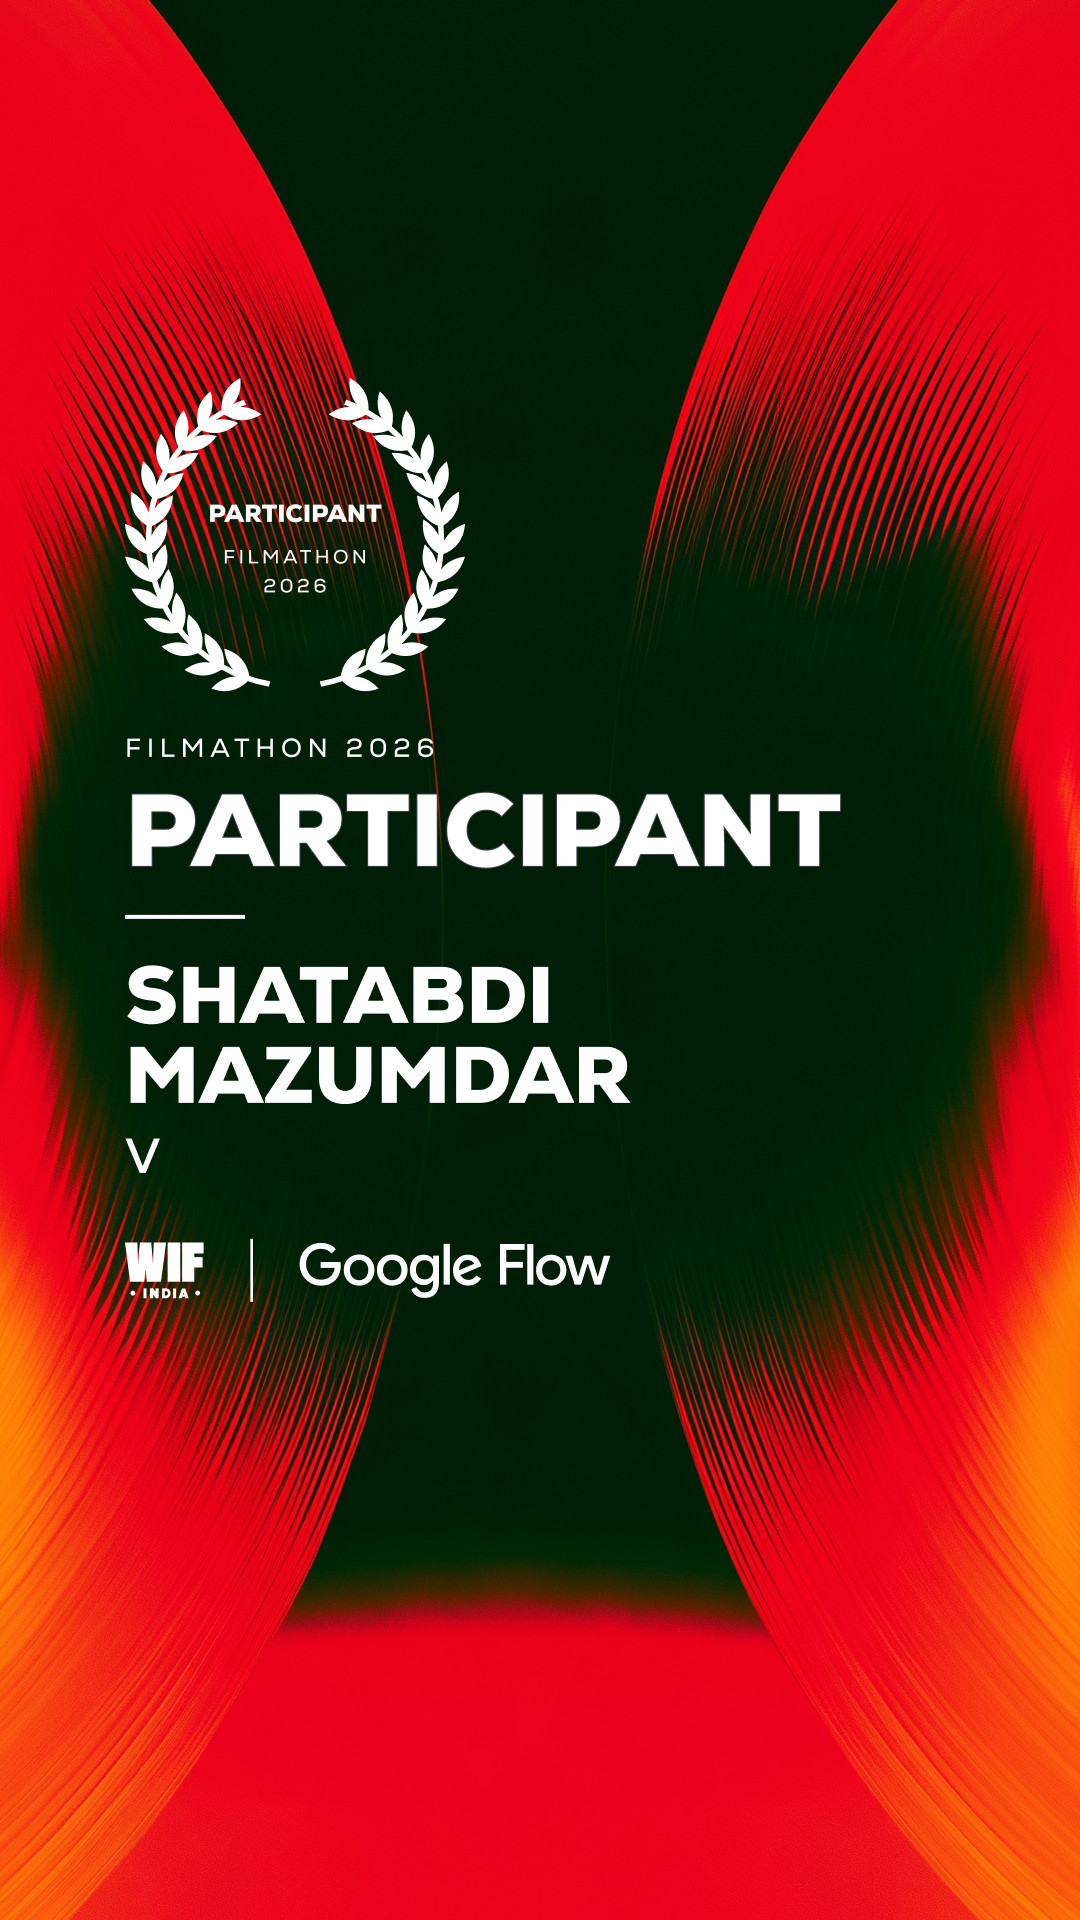 PARTICIPANT
FILMATHON
2026
FILMATHON 2026
PARTICIPANT
SHATABDI
MAZUMDAR
V
WIF
• INDIA •
Google Flow